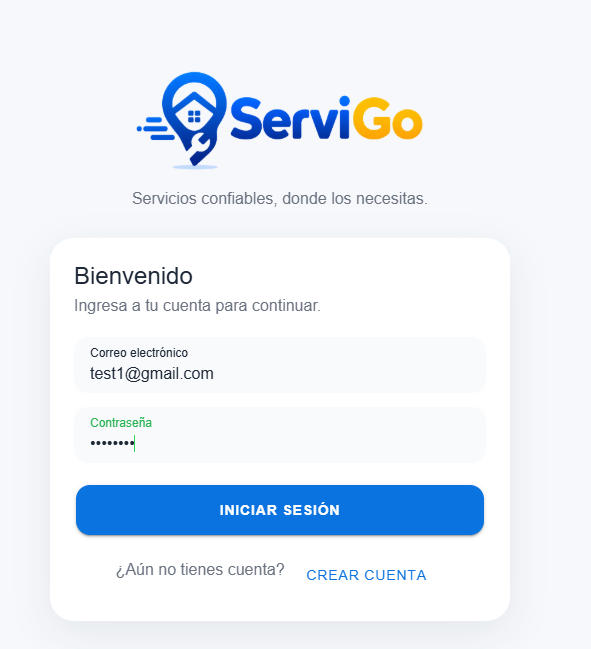 ServiGo
Servicios confiables, donde los necesitas.
Bienvenido
Ingresa a tu cuenta para continuar.
Correo electrónico
test1@gmail.com
Contraseña
••••••••
INICIAR SESIÓN
¿Aún no tienes cuenta? CREAR CUENTA